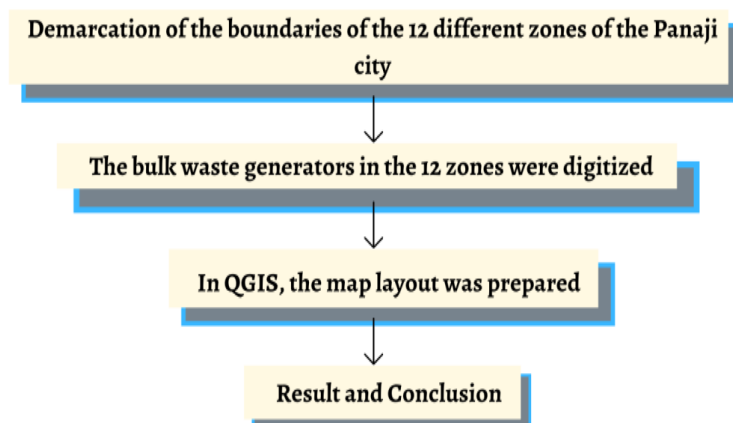 Demarcation of the boundaries of the 12 different zones of the Panaji
city
The bulk waste generators in the 12 zones were digitized
In QGIS, the map layout was prepared
Result and Conclusion